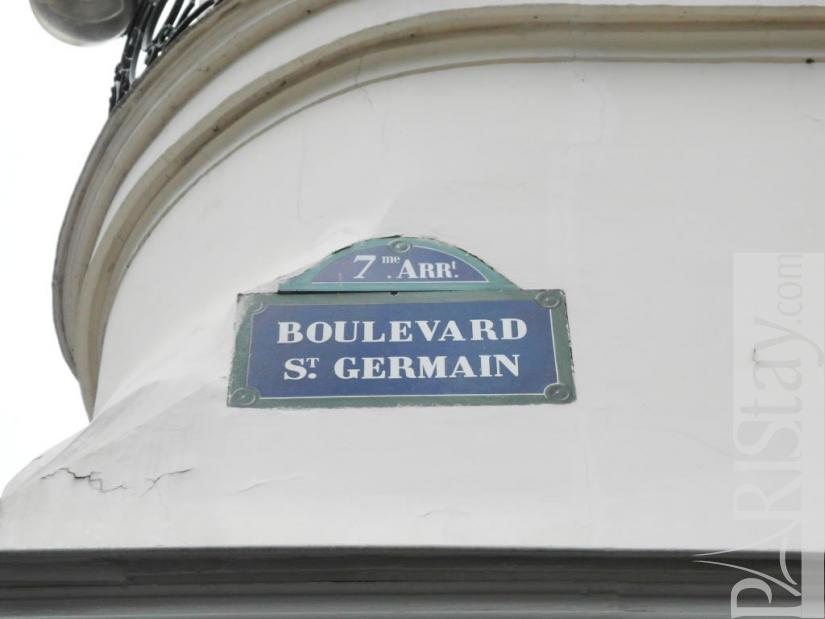 7me. ARRt.
BOULEVARD
ST. GERMAIN
PARIStay.com